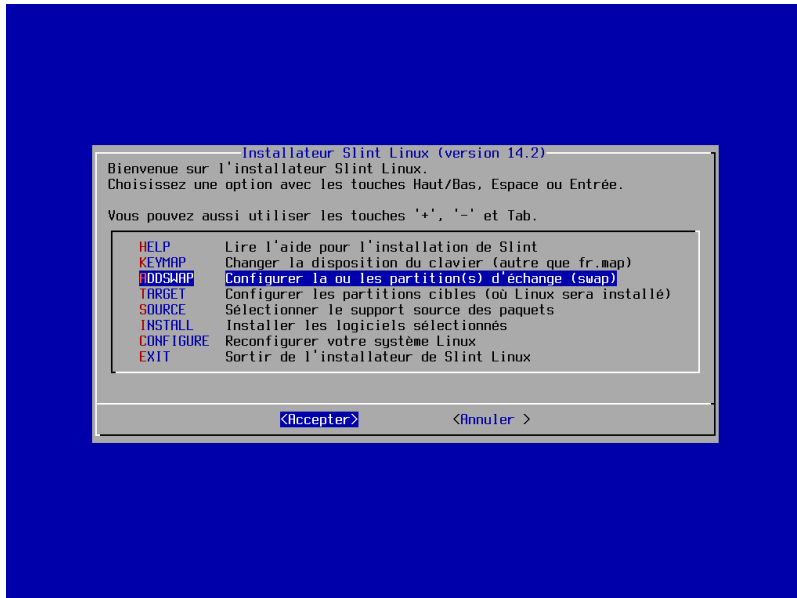 Installateur Slint Linux (version 14.2)
Bienvenue sur l'installateur Slint Linux.
Choisissez une option avec les touches Haut/Bas, Espace ou Entrée.
Vous pouvez aussi utiliser les touches '+', '-' et Tab.
HELP Lire l'aide pour l'installation de Slint
KEYMAP Changer la disposition du clavier (autre que fr.map)
ADDSWAP Configurer la ou les partition(s) d'échange (swap)
TARGET Configurer les partitions cibles (où Linux sera installé)
SOURCE Sélectionner le support source des paquets
INSTALL Installer les logiciels sélectionnés
CONFIGURE Reconfigurer votre système Linux
EXIT Sortir de l'installateur de Slint Linux
<Accepter> <Annuler >